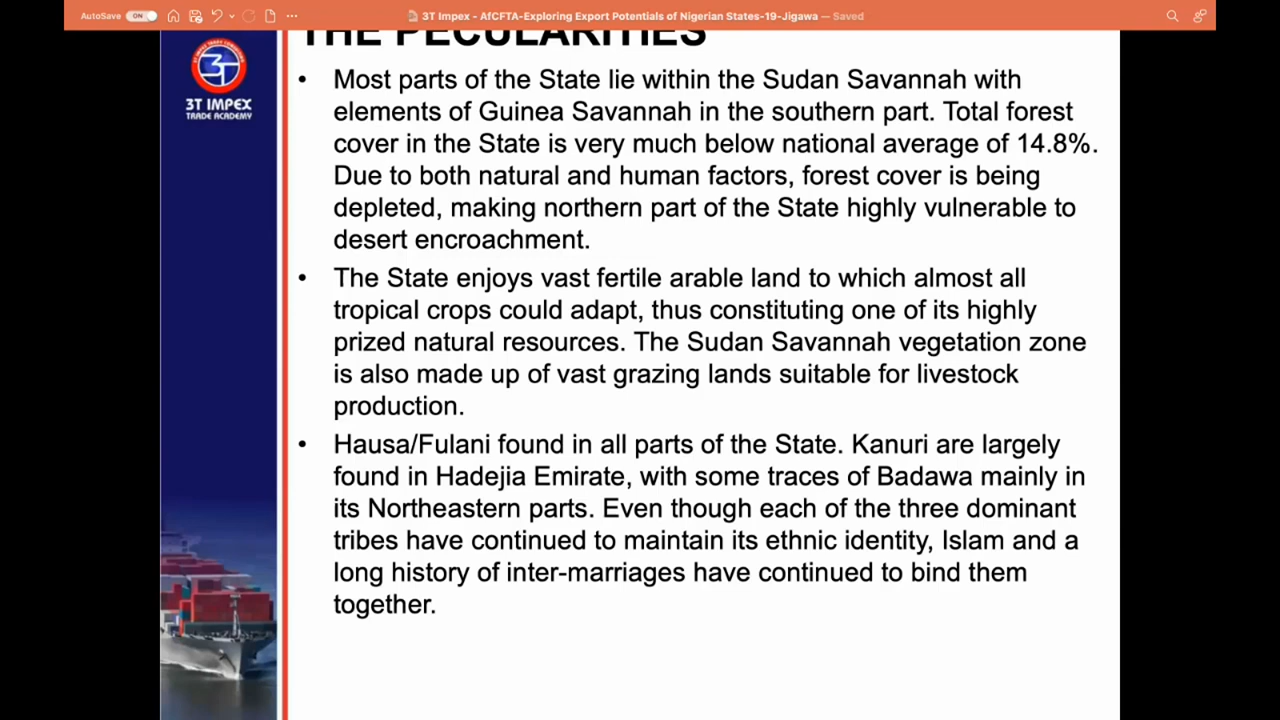 AutoSave ON
3T Impex - AfCFTA-Exploring Export Potentials of Nigerian States-19-Jigawa — Saved
THE PECULARITIES
3T IMPEX
TRADE ACADEMY
• Most parts of the State lie within the Sudan Savannah with
elements of Guinea Savannah in the southern part. Total forest
cover in the State is very much below national average of 14.8%.
Due to both natural and human factors, forest cover is being
depleted, making northern part of the State highly vulnerable to
desert encroachment.
• The State enjoys vast fertile arable land to which almost all
tropical crops could adapt, thus constituting one of its highly
prized natural resources. The Sudan Savannah vegetation zone
is also made up of vast grazing lands suitable for livestock
production.
• Hausa/Fulani found in all parts of the State. Kanuri are largely
found in Hadejia Emirate, with some traces of Badawa mainly in
its Northeastern parts. Even though each of the three dominant
tribes have continued to maintain its ethnic identity, Islam and a
long history of inter-marriages have continued to bind them
together.